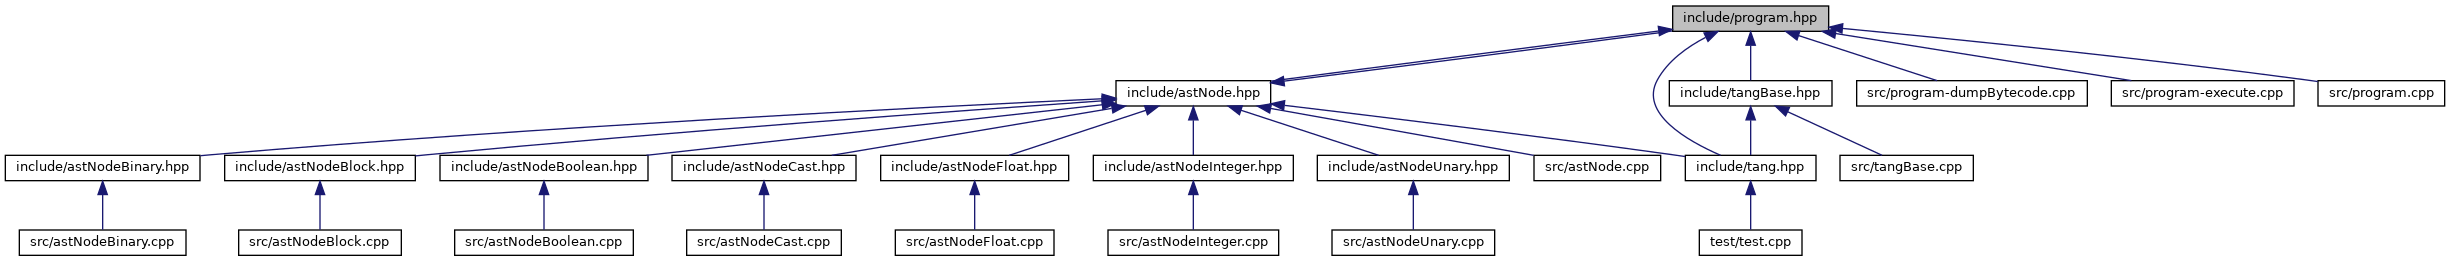 include/program.hpp
include/astNode.hpp
include/tangBase.hpp
src/program-dumpBytecode.cpp
src/program-execute.cpp
src/program.cpp
include/astNodeBinary.hpp
include/astNodeBlock.hpp
include/astNodeBoolean.hpp
include/astNodeCast.hpp
include/astNodeFloat.hpp
include/astNodeInteger.hpp
include/astNodeUnary.hpp
src/astNode.cpp
include/tang.hpp
src/tangBase.cpp
src/astNodeBinary.cpp
src/astNodeBlock.cpp
src/astNodeBoolean.cpp
src/astNodeCast.cpp
src/astNodeFloat.cpp
src/astNodeInteger.cpp
src/astNodeUnary.cpp
test/test.cpp